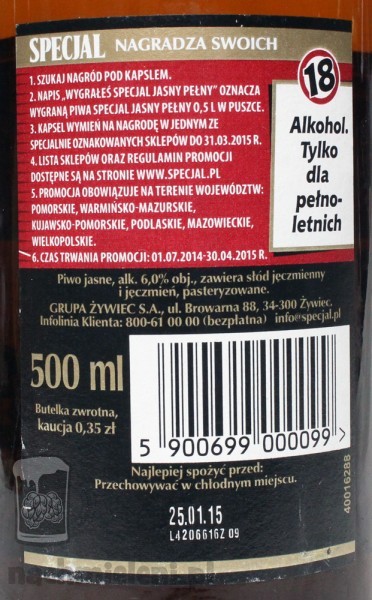 SPECJAL NAGRADZA SWOICH
1. SZUKAJ NAGRÓD POD KAPSLEM.
2. NAPIS „WYGRAŁEŚ SPECJAL JASNY PEŁNY” OZNACZA
WYGRANĄ PIWA SPECJAL JASNY PEŁNY 0,5 L W PUSZCE.
3. KAPSEL WYMIEŃ NA NAGRODĘ W JEDNYM ZE
SPECJALNIE OZNAKOWANYCH SKLEPÓW DO 31.03.2015 R.
4. LISTA SKLEPÓW ORAZ REGULAMIN PROMOCJI
DOSTĘPNE SĄ NA STRONIE WWW.SPECJAL.PL
5. PROMOCJA OBOWIĄZUJE NA TERENIE WOJEWÓDZTW:
POMORSKIE, WARMIŃSKO-MAZURSKIE,
KUJAWSKO-POMORSKIE, PODLASKIE, MAZOWIECKIE,
WIELKOPOLSKIE.
6. CZAS TRWANIA PROMOCJI: 01.07.2014-30.04.2015 R.
18
Alkohol.
Tylko
dla
pełno-
letnich
Piwo jasne, alk. 6,0% obj., zawiera słód jęczmienny
i jęczmień, pasteryzowane.
GRUPA ŻYWIEC S.A., ul. Browarna 88, 34-300 Żywiec.
Infolinia Klienta: 800-61 00 00 (bezpłatna) info@specjal.pl
500 ml
Butelka zwrotna,
kaucja 0,35 zł
5 900699 000099 >
Najlepiej spożyć przed:
Przechowywać w chłodnym miejscu.
40016288
25.01.15
L4206616Z 09
nachmieleni.pl